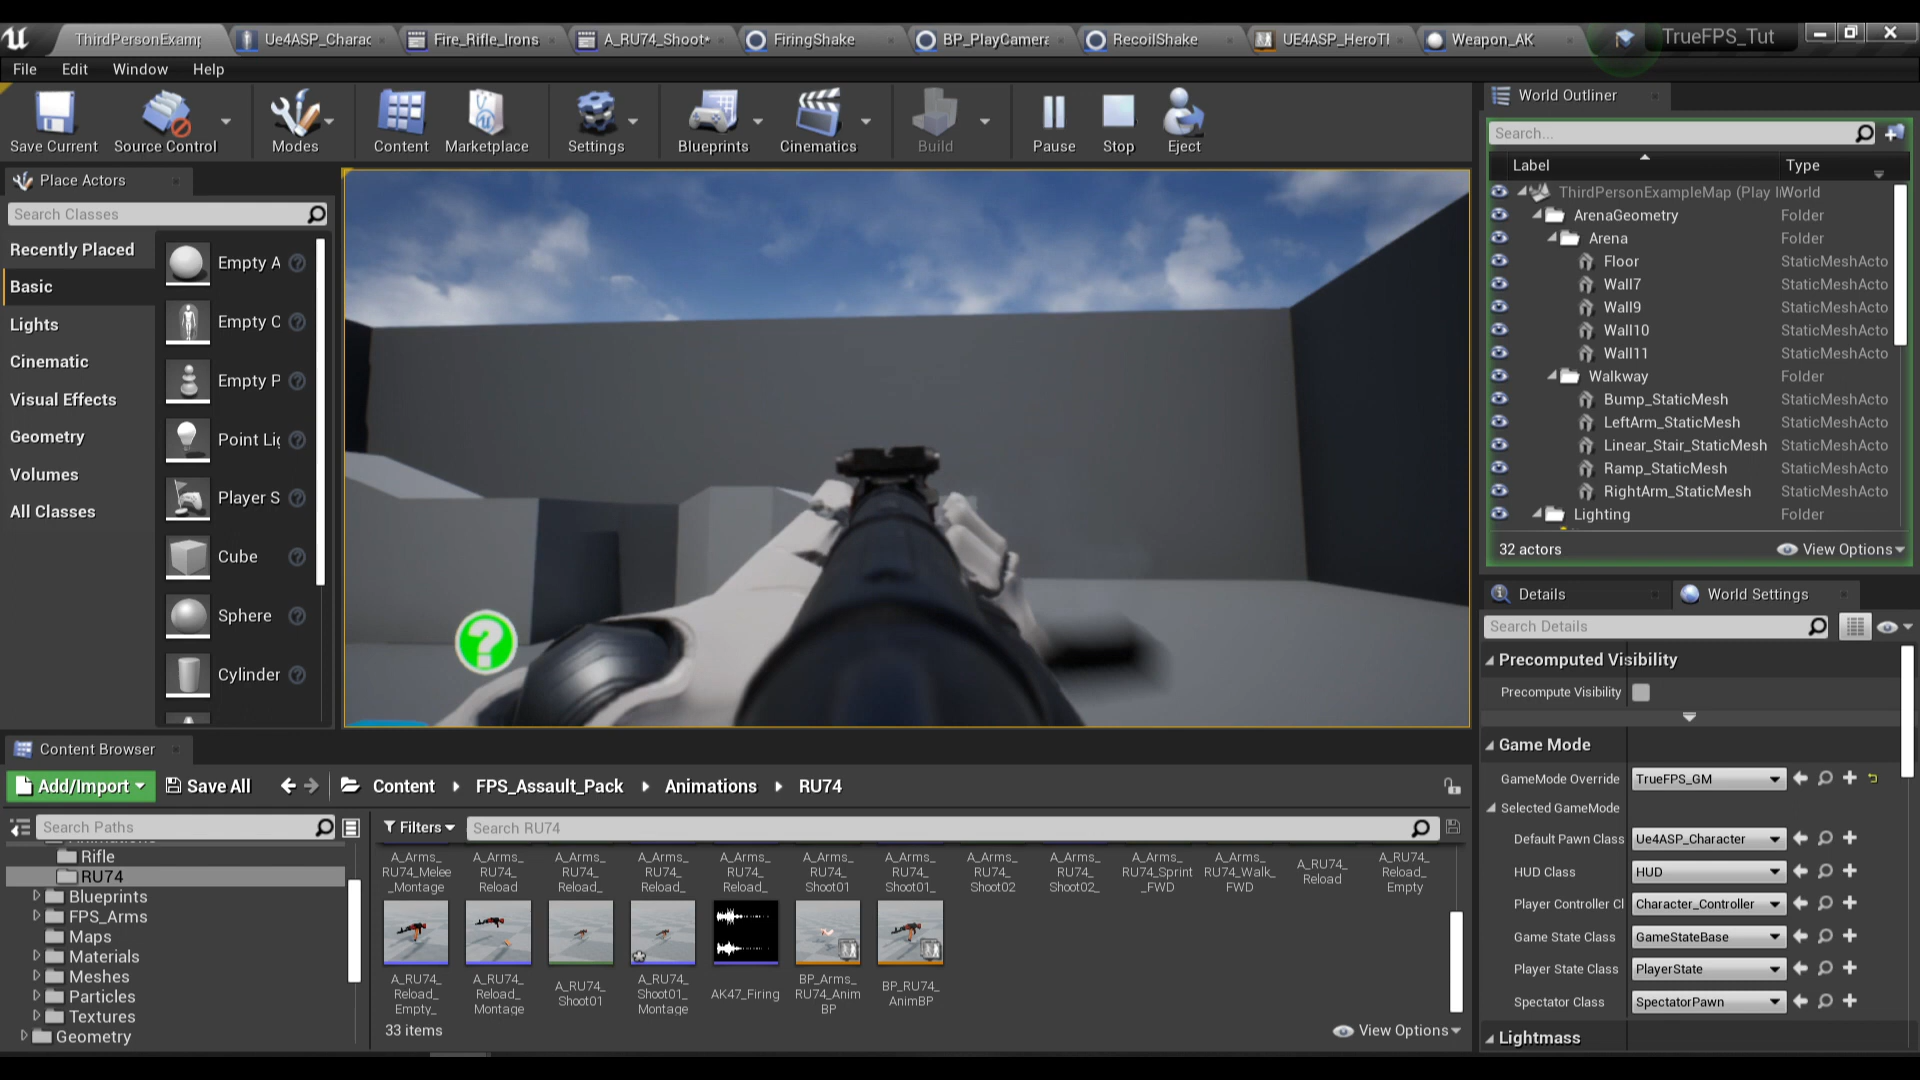 ThirdPersonExamp
Ue4ASP_Charac
Fire_Rifle_Irons
A_RU74_Shoot*
FiringShake
BP_PlayCamera
RecoilShake
UE4ASP_HeroTI
Weapon_AK
TrueFPS_Tut
File Edit Window Help
Save Current
Source Control
Modes
Content
Marketplace
Settings
Blueprints
Cinematics
Build
Pause
Stop
Eject
Place Actors
Search Classes
Recently Placed
Basic
Lights
Cinematic
Visual Effects
Geometry
Volumes
All Classes
Empty A
Empty C
Empty P
Point Lig
Player S
Cube
Sphere
Cylinder
World Outliner
Search...
Label Type
ThirdPersonExampleMap (Play I World
ArenaGeometry Folder
Arena Folder
Floor StaticMeshActo
Wall7 StaticMeshActo
Wall9 StaticMeshActo
Wall10 StaticMeshActo
Wall11 StaticMeshActo
Walkway Folder
Bump_StaticMesh StaticMeshActo
LeftArm_StaticMesh StaticMeshActo
Linear_Stair_StaticMesh StaticMeshActo
Ramp_StaticMesh StaticMeshActo
RightArm_StaticMesh StaticMeshActo
Lighting Folder
32 actors View Options
Details
World Settings
Search Details
Precomputed Visibility
Precompute Visibility
Game Mode
GameMode Override TrueFPS_GM
Selected GameMode
Default Pawn Class Ue4ASP_Character
HUD Class HUD
Player Controller Cl Character_Controller
Game State Class GameStateBase
Player State Class PlayerState
Spectator Class SpectatorPawn
Lightmass
Content Browser
Add/Import Save All Content FPS_Assault_Pack Animations RU74
Search Paths
Animations
Rifle
RU74
Blueprints
FPS_Arms
Maps
Materials
Meshes
Particles
Textures
Geometry
Filters Search RU74
A_Arms_
RU74_Melee
_Montage
A_Arms_
RU74_
Reload
A_Arms_
RU74_
Reload_
A_Arms_
RU74_
Reload_
A_Arms_
RU74_
Reload_
A_Arms_
RU74_
Shoot01
A_Arms_
RU74_
Shoot01_
A_Arms_
RU74_
Shoot02
A_Arms_
RU74_
Shoot02_
A_Arms_
RU74_Sprint
_FWD
A_Arms_
RU74_Walk_
FWD
A_RU74_
Reload
A_RU74_
Reload_
Empty
A_RU74_
Reload_
Empty_
A_RU74_
Reload_
Montage
A_RU74_
Shoot01
A_RU74_
Shoot01_
Montage
AK47_Firing
BP_Arms_
RU74_Anim
BP
BP_RU74_
AnimBP
33 items View Options